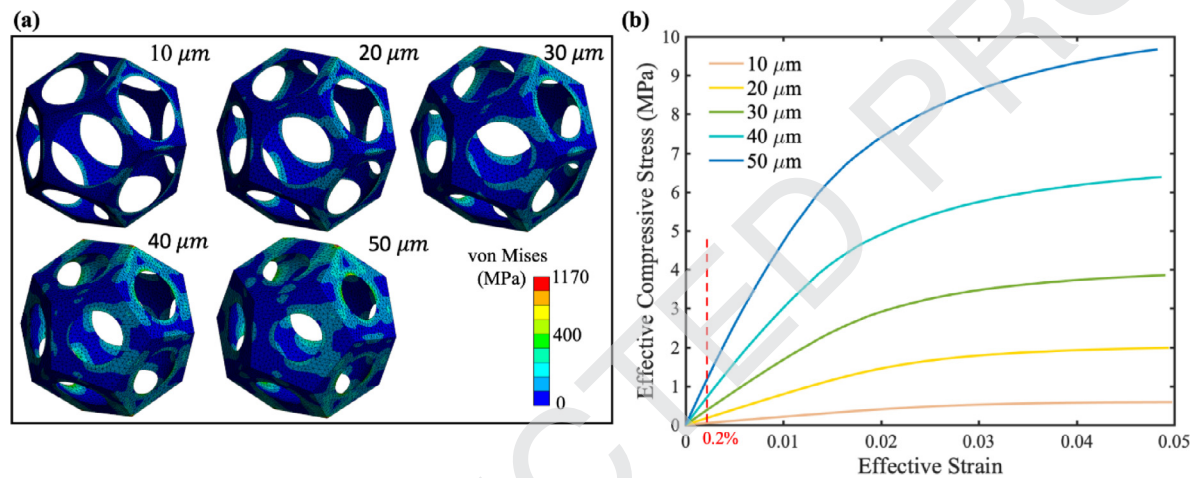 (a)
10 μm
20 μm
30 μm
40 μm
50 μm
von Mises
(MPa)
1170
400
0
(b)
Effective Compressive Stress (MPa)
10
9
8
7
6
5
4
3
2
1
0
10 μm
20 μm
30 μm
40 μm
50 μm
0.2%
0
0.01
0.02
0.03
0.04
0.05
Effective Strain
CTED PRO